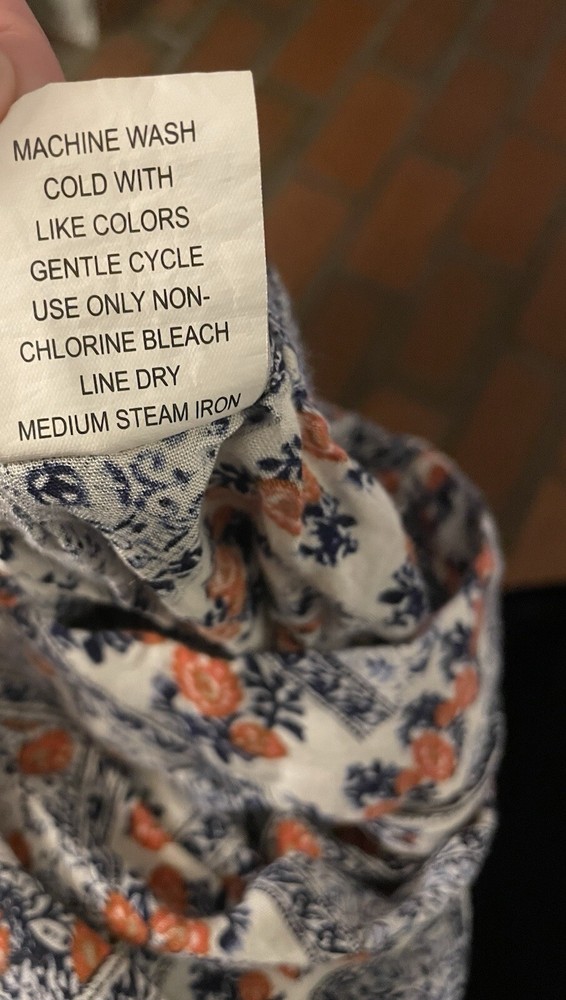 MACHINE WASH
COLD WITH
LIKE COLORS
GENTLE CYCLE
USE ONLY NON-
CHLORINE BLEACH
LINE DRY
MEDIUM STEAM IRON